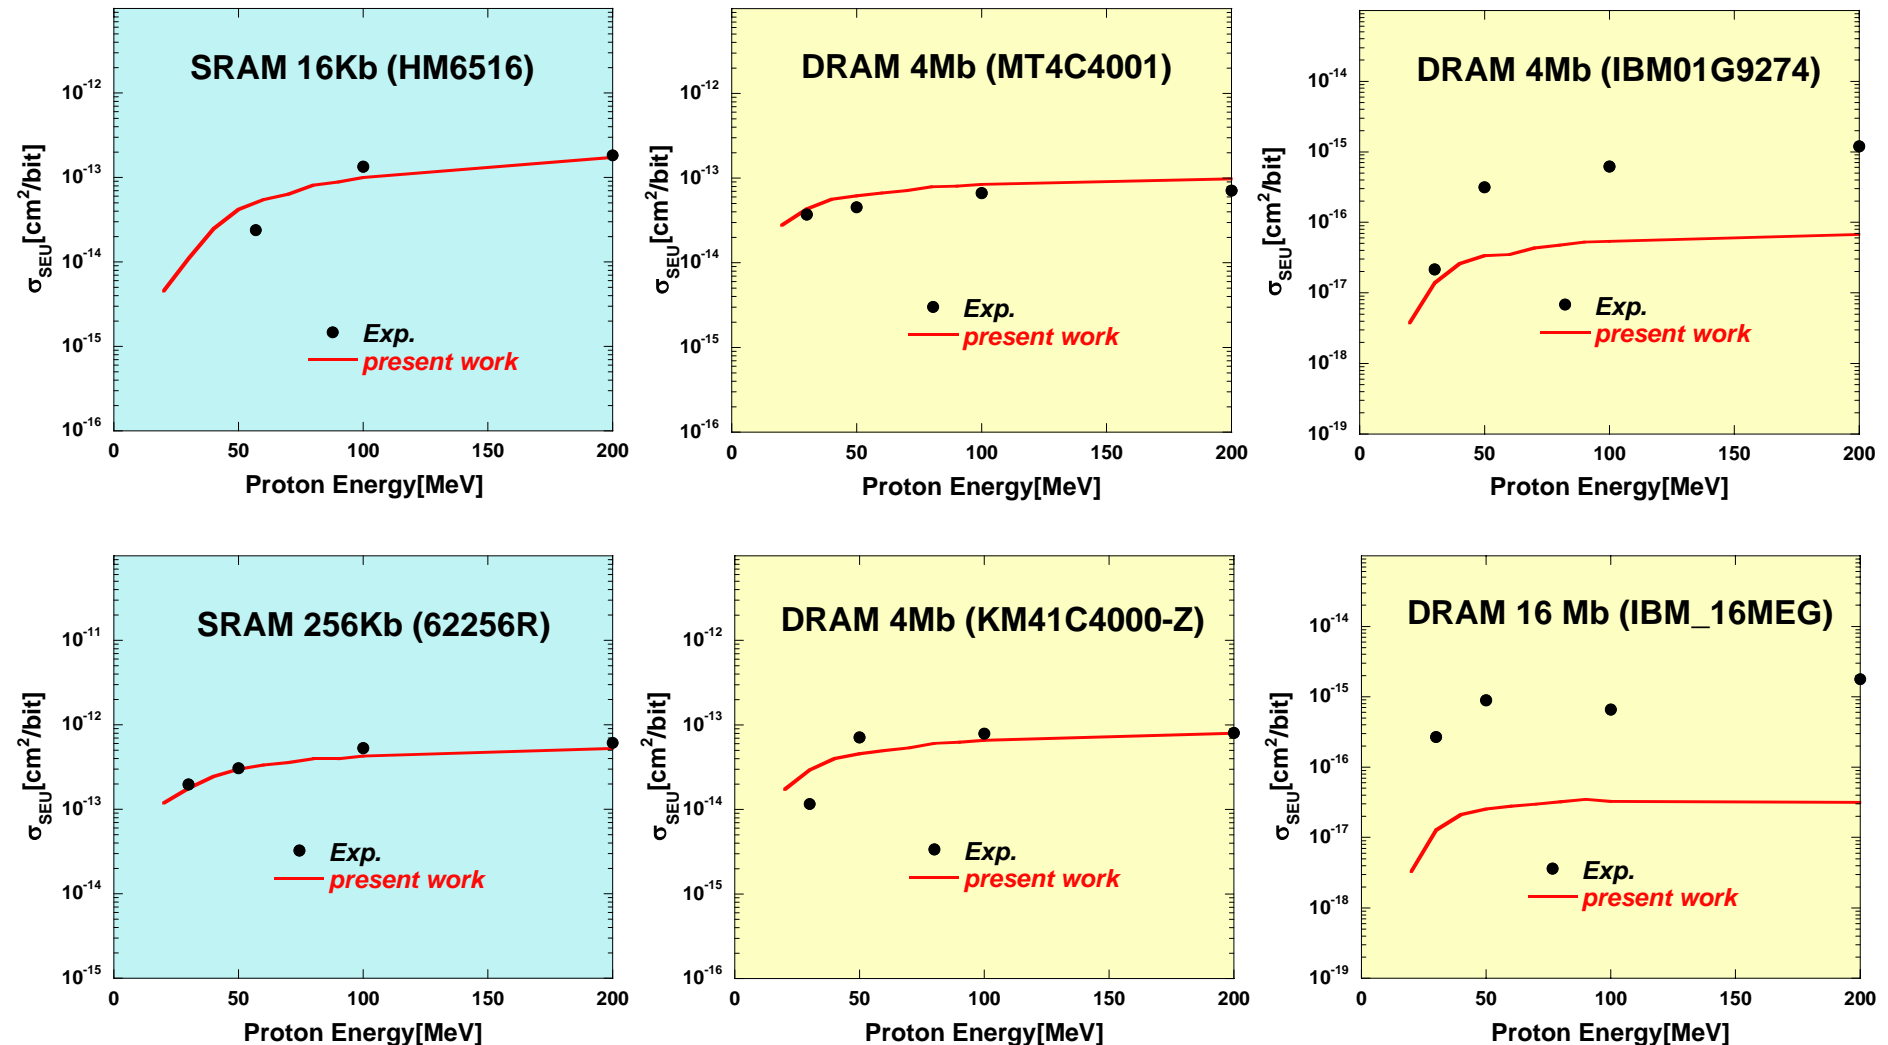 SRAM 16Kb (HM6516)
σSEU[cm²/bit]
10⁻¹²
10⁻¹³
10⁻¹⁴
10⁻¹⁵
10⁻¹⁶
Exp.
present work
0 50 100 150 200
Proton Energy[MeV]
DRAM 4Mb (MT4C4001)
σSEU[cm²/bit]
10⁻¹²
10⁻¹³
10⁻¹⁴
10⁻¹⁵
10⁻¹⁶
Exp.
present work
0 50 100 150 200
Proton Energy[MeV]
DRAM 4Mb (IBM01G9274)
σSEU[cm²/bit]
10⁻¹⁴
10⁻¹⁵
10⁻¹⁶
10⁻¹⁷
10⁻¹⁸
10⁻¹⁹
Exp.
present work
0 50 100 150 200
Proton Energy[MeV]
SRAM 256Kb (62256R)
σSEU[cm²/bit]
10⁻¹¹
10⁻¹²
10⁻¹³
10⁻¹⁴
10⁻¹⁵
Exp.
present work
0 50 100 150 200
Proton Energy[MeV]
DRAM 4Mb (KM41C4000-Z)
σSEU[cm²/bit]
10⁻¹²
10⁻¹³
10⁻¹⁴
10⁻¹⁵
10⁻¹⁶
Exp.
present work
0 50 100 150 200
Proton Energy[MeV]
DRAM 16 Mb (IBM_16MEG)
σSEU[cm²/bit]
10⁻¹⁴
10⁻¹⁵
10⁻¹⁶
10⁻¹⁷
10⁻¹⁸
10⁻¹⁹
Exp.
present work
0 50 100 150 200
Proton Energy[MeV]